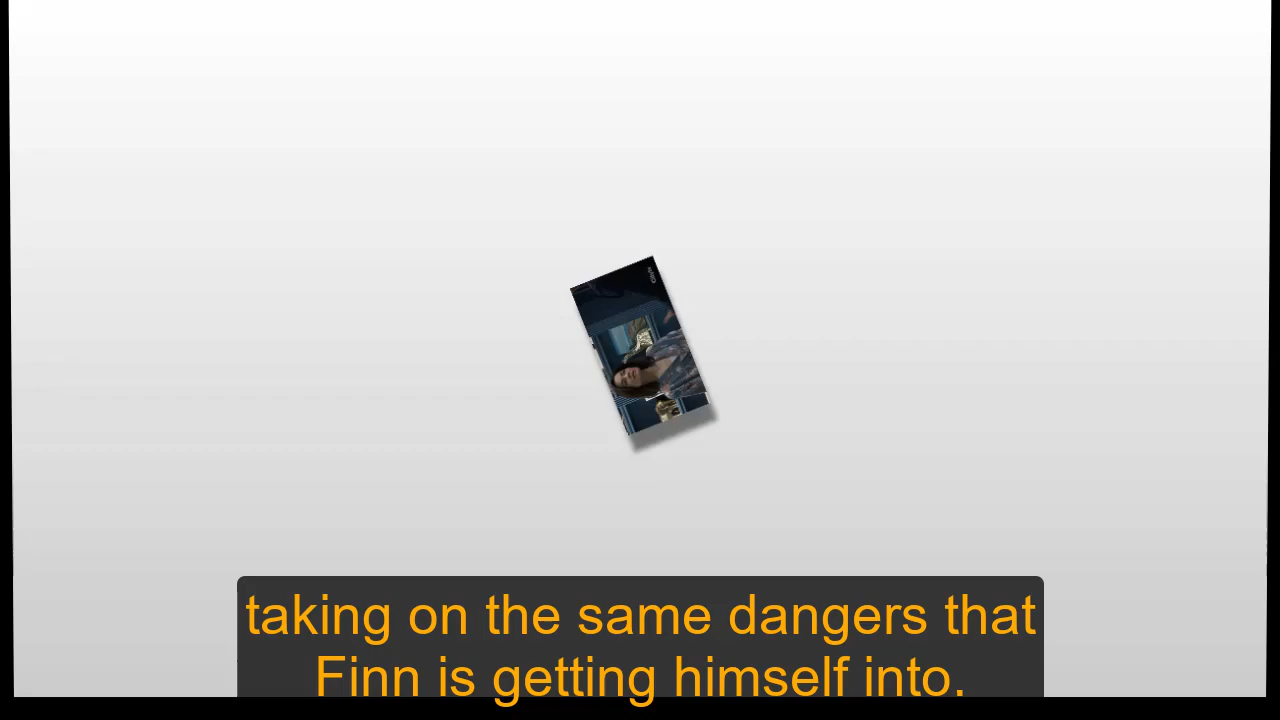 taking on the same dangers that
Finn is getting himself into.